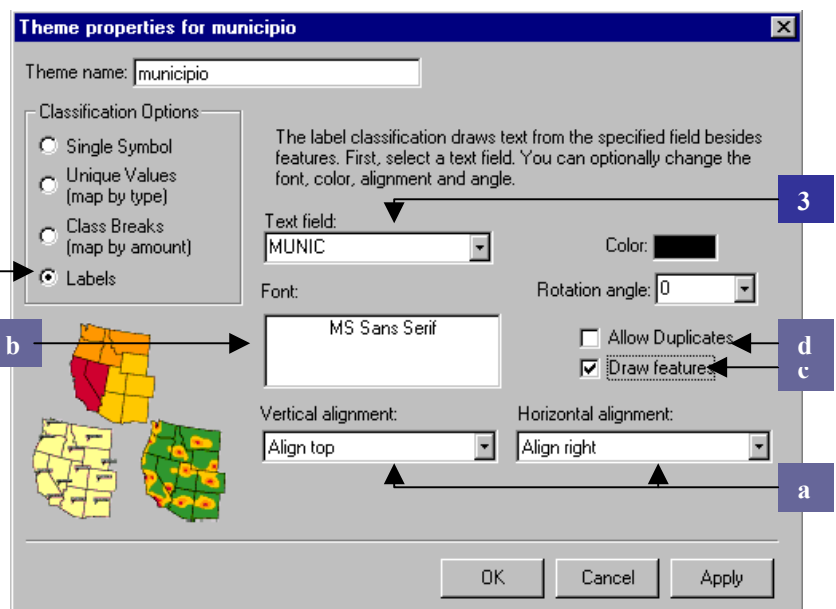 Theme properties for municipio
Theme name: municipio
Classification Options
Single Symbol
Unique Values
(map by type)
Class Breaks
(map by amount)
Labels
The label classification draws text from the specified field besides
features. First, select a text field. You can optionally change the
font, color, alignment and angle.
3
Text field:
MUNIC
Color:
Font:
Rotation angle: 0
MS Sans Serif
b
Allow Duplicates
d
Draw features
c
Vertical alignment:
Horizontal alignment:
Align top
Align right
a
OK
Cancel
Apply